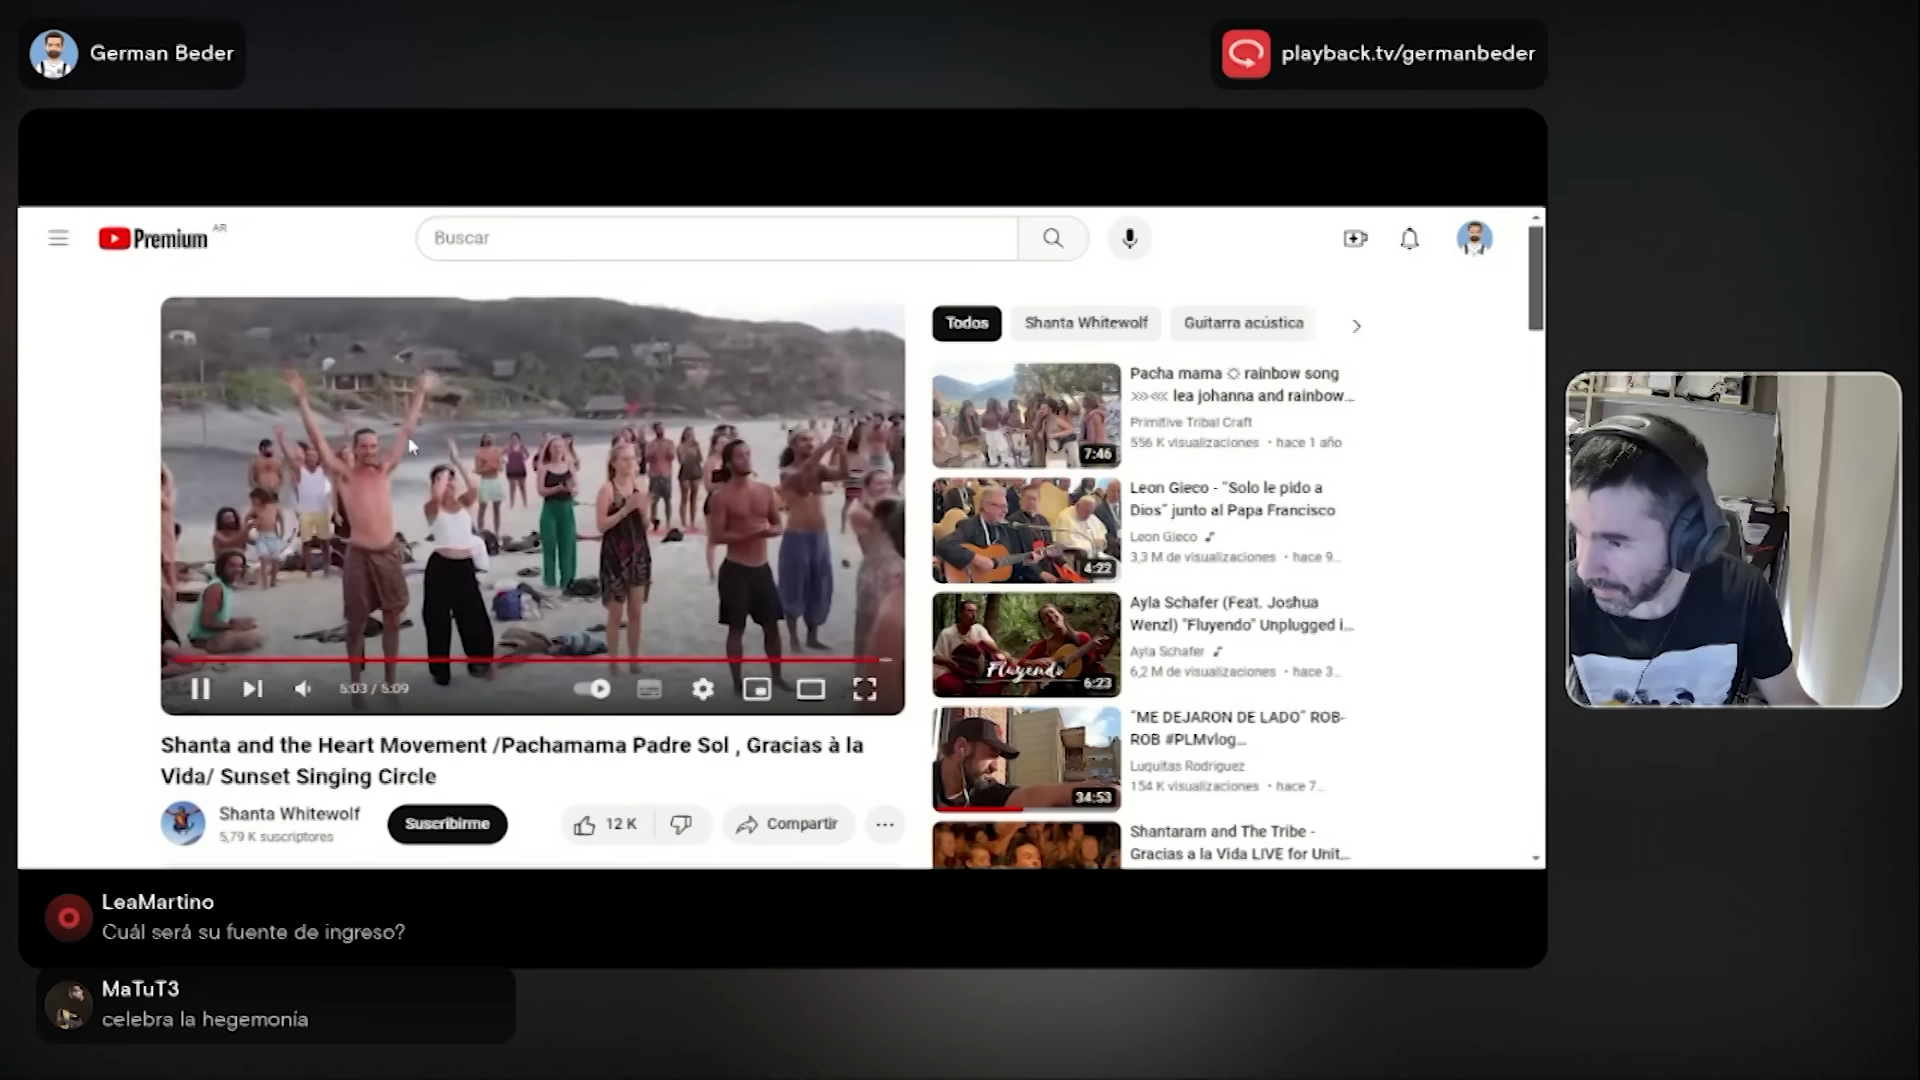 German Beder
playback.tv/germanbeder
Premium AR
Buscar
Todos
Shanta Whitewolf
Guitarra acústica
Pacha mama ☼ rainbow song
>>><<< lea johanna and rainbow...
Primitive Tribal Craft
556 K visualizaciones • hace 1 año
7:46
Leon Gieco - "Solo le pido a
Dios" junto al Papa Francisco
Leon Gieco
3,3 M de visualizaciones • hace 9...
4:22
Ayla Schafer (Feat. Joshua
Wenzl) "Fluyendo" Unplugged i...
Ayla Schafer
6,2 M de visualizaciones • hace 3...
Fluyendo
6:23
"ME DEJARON DE LADO" ROB-
ROB #PLMvlog...
Luquitas Rodriguez
154 K visualizaciones • hace 7...
34:53
Shantaram and The Tribe -
Gracias a la Vida LIVE for Unit...
5:03 / 5:09
Shanta and the Heart Movement /Pachamama Padre Sol , Gracias à la
Vida/ Sunset Singing Circle
Shanta Whitewolf
5,79 K suscriptores
Suscribirme
12 K
Compartir
LeaMartino
Cuál será su fuente de ingreso?
MaTuT3
celebra la hegemonía